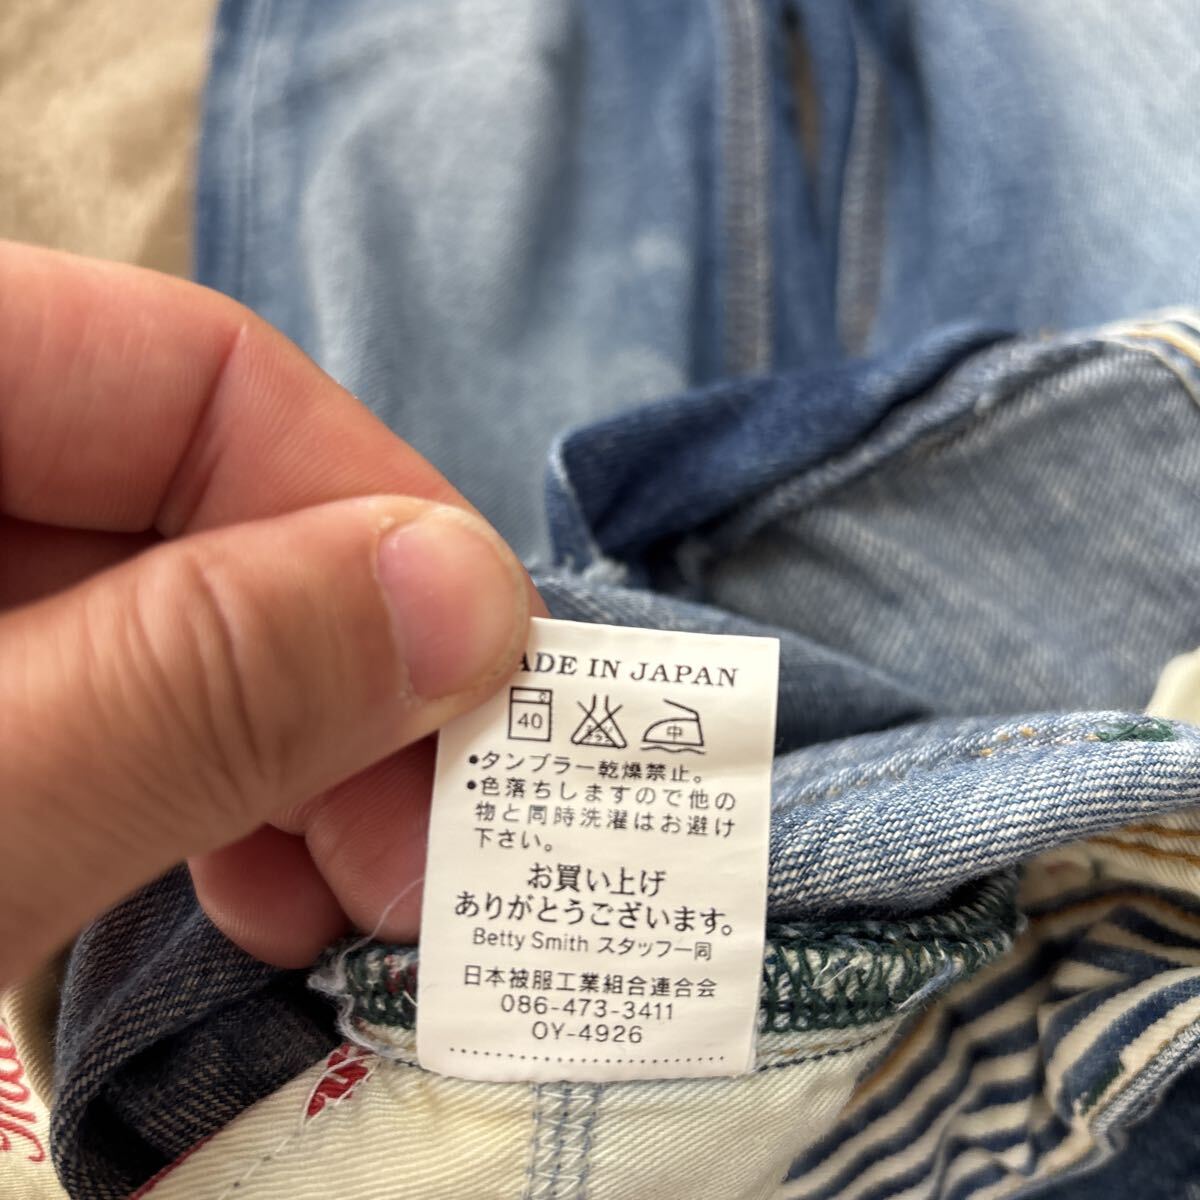 ADE IN JAPAN
40 中
●タンブラー乾燥禁止。
●色落ちしますので他の
物と同時洗濯はお避け
下さい。
お買い上げ
ありがとうございます。
Betty Smith スタッフ一同
日本被服工業組合連合会
086-473-3411
OY-4926